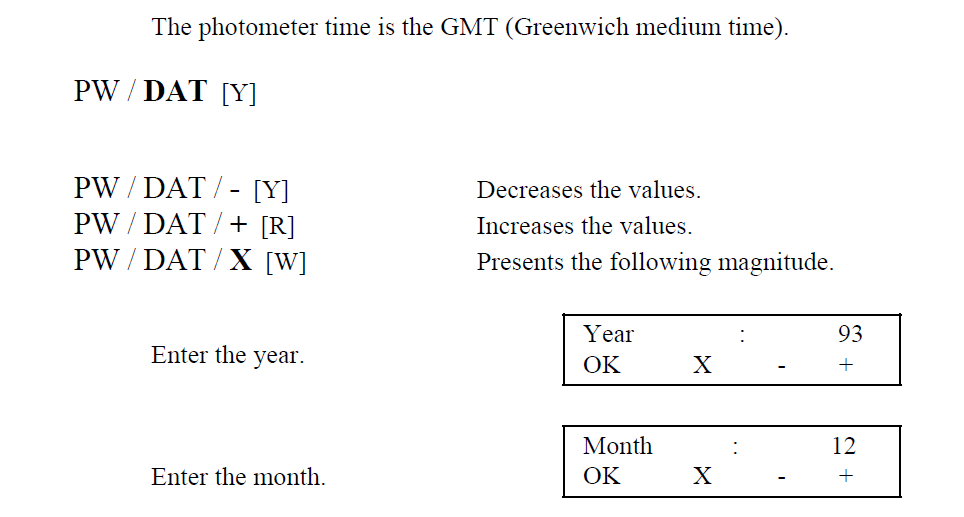 The photometer time is the GMT (Greenwich medium time).
PW / DAT [Y]
PW / DAT / - [Y] Decreases the values.
PW / DAT / + [R] Increases the values.
PW / DAT / X [W] Presents the following magnitude.
Year : 93
Enter the year.
OK X - +
Month : 12
Enter the month.
OK X - +